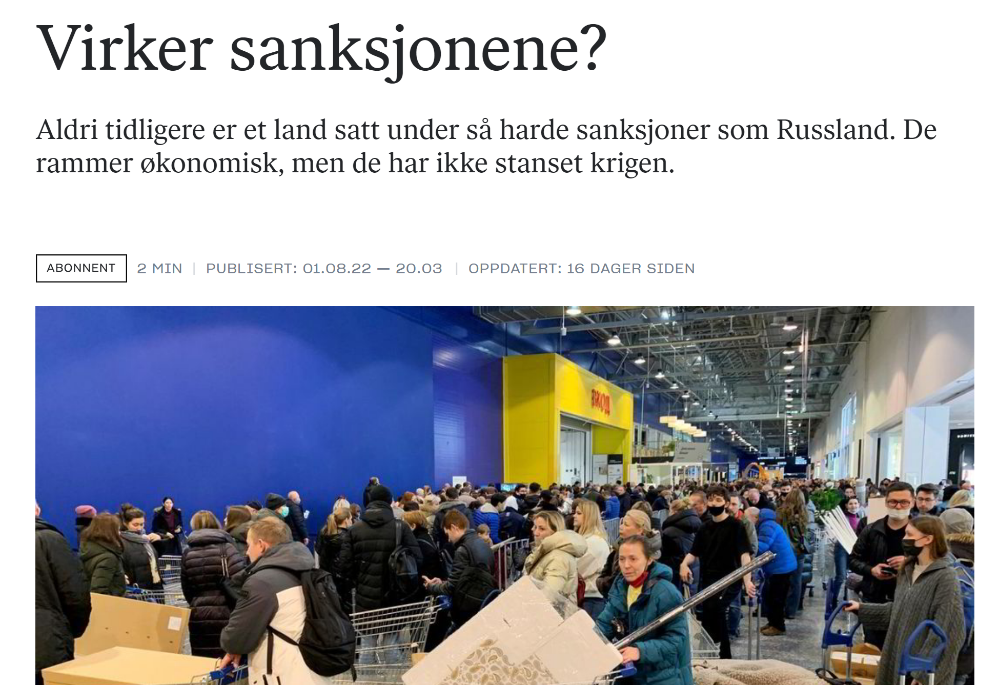 Virker sanksjonene?
Aldri tidligere er et land satt under så harde sanksjoner som Russland. De
rammer økonomisk, men de har ikke stanset krigen.
ABONNENT 2 MIN | PUBLISERT: 01.08.22 — 20.03 | OPPDATERT: 16 DAGER SIDEN